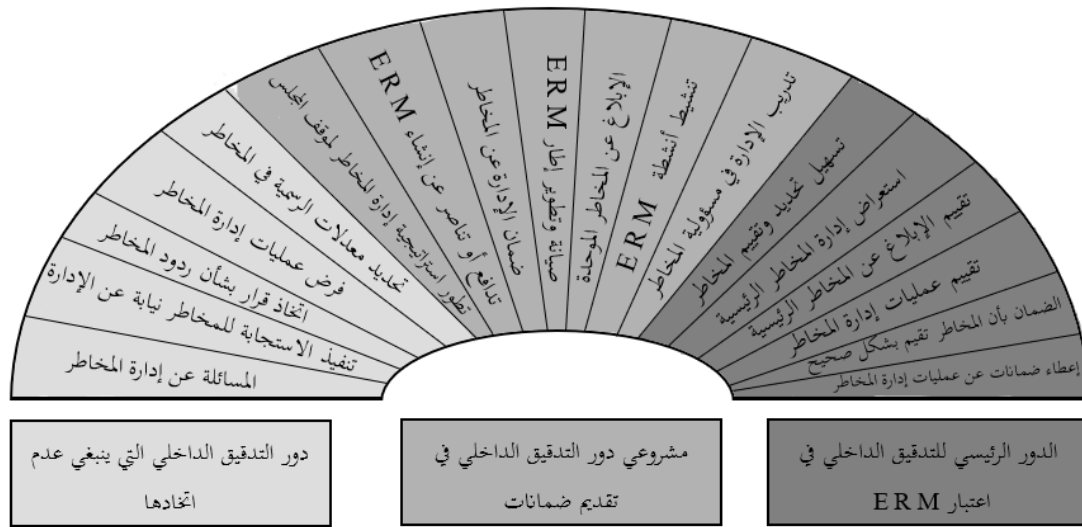 إعطاء ضمانات عن عمليات إدارة المخاطر
الضمان بأن المخاطر تقيم بشكل صحيح
تقييم عمليات إدارة المخاطر
تقييم الإبلاغ عن المخاطر الرئيسية
استعراض إدارة المخاطر الرئيسية
تسهيل تحديد وتقييم المخاطر
تدريب الإدارة في مسؤولية المخاطر
تنشيط أنشطة ERM
الإبلاغ عن المخاطر الموحدة
صيانة وتطوير إطار ERM
ضمان الإدارة عن المخاطر
تدافع أو تناصر عن إنشاء ERM
تطور استراتيجية إدارة المخاطر لموقف المجلس
تحديد معدلات الرسمية في المخاطر
فرض عمليات إدارة المخاطر
اتخاذ قرار بشأن ردود المخاطر
تنفيذ الاستجابة للمخاطر نيابة عن الإدارة
المسائلة عن إدارة المخاطر
الدور الرئيسي للتدقيق الداخلي في
اعتبار ERM
مشروعي دور التدقيق الداخلي في
تقديم ضمانات
دور التدقيق الداخلي التي ينبغي عدم
اتخادها